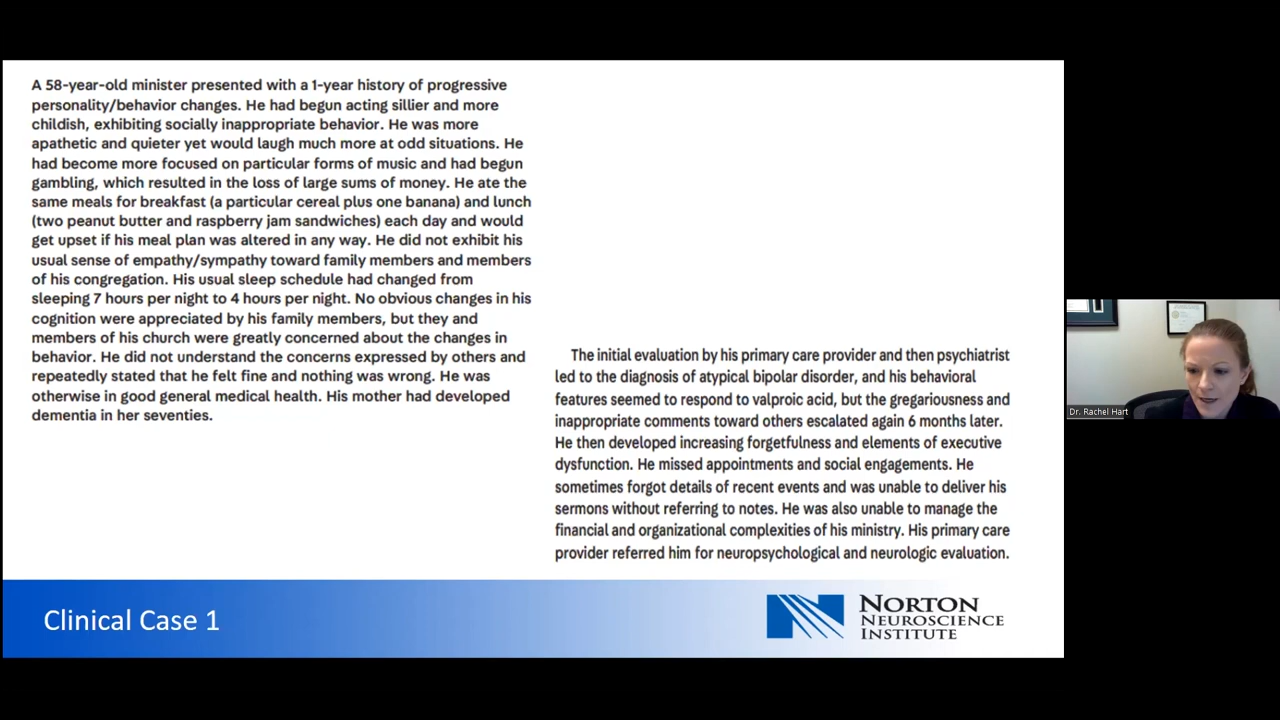 A 58-year-old minister presented with a 1-year history of progressive
personality/behavior changes. He had begun acting sillier and more
childish, exhibiting socially inappropriate behavior. He was more
apathetic and quieter yet would laugh much more at odd situations. He
had become more focused on particular forms of music and had begun
gambling, which resulted in the loss of large sums of money. He ate the
same meals for breakfast (a particular cereal plus one banana) and lunch
(two peanut butter and raspberry jam sandwiches) each day and would
get upset if his meal plan was altered in any way. He did not exhibit his
usual sense of empathy/sympathy toward family members and members
of his congregation. His usual sleep schedule had changed from
sleeping 7 hours per night to 4 hours per night. No obvious changes in his
cognition were appreciated by his family members, but they and
members of his church were greatly concerned about the changes in
behavior. He did not understand the concerns expressed by others and
repeatedly stated that he felt fine and nothing was wrong. He was
otherwise in good general medical health. His mother had developed
dementia in her seventies.
The initial evaluation by his primary care provider and then psychiatrist
led to the diagnosis of atypical bipolar disorder, and his behavioral
features seemed to respond to valproic acid, but the gregariousness and
inappropriate comments toward others escalated again 6 months later.
He then developed increasing forgetfulness and elements of executive
dysfunction. He missed appointments and social engagements. He
sometimes forgot details of recent events and was unable to deliver his
sermons without referring to notes. He was also unable to manage the
financial and organizational complexities of his ministry. His primary care
provider referred him for neuropsychological and neurologic evaluation.
Clinical Case 1
NORTON
NEUROSCIENCE
INSTITUTE
Dr. Rachel Hart